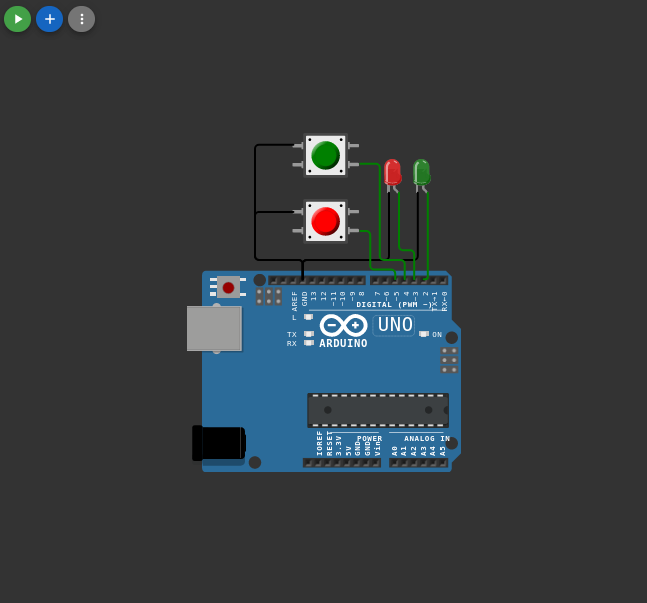 AREF
GND
13
12
~11
~10
~9
8
7
~6
~5
4
~3
2
TX→1
RX←0
DIGITAL (PWM ~)
L
TX
RX
UNO
ON
ARDUINO
POWER
ANALOG IN
IOREF
RESET
3.3V
5V
GND
GND
Vin
A0
A1
A2
A3
A4
A5